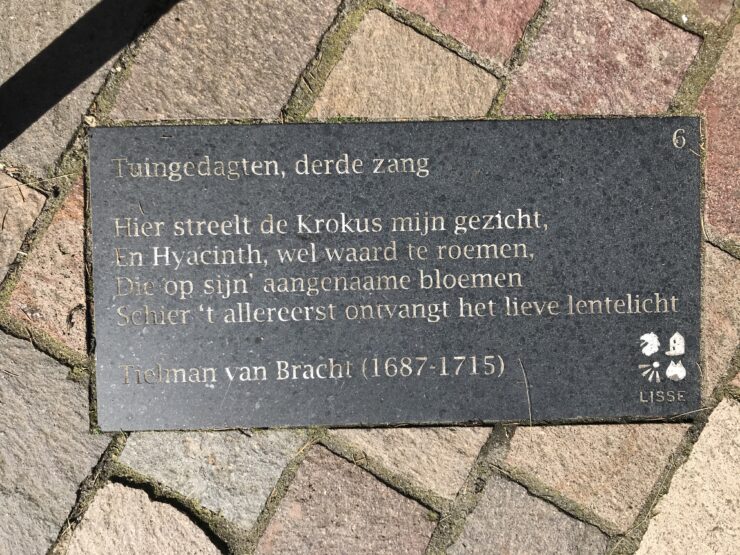 6
Tuingedagten, derde zang
Hier streelt de Krokus mijn gezicht,
En Hyacinth, wel waard te roemen,
Die op sijn' aangename bloemen
Schier 't allereerst ontvangt het lieve lentelicht
Tielman van Bracht (1687-1715)
LISSE